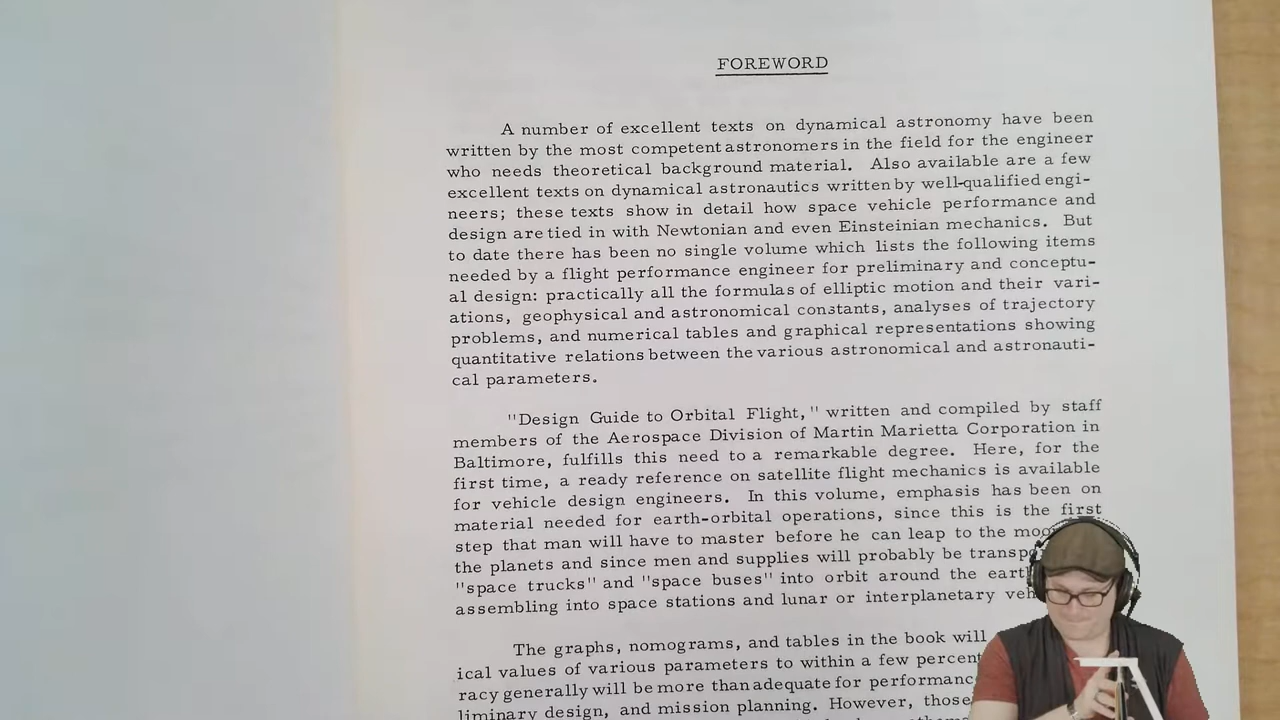 FOREWORD
A number of excellent texts on dynamical astronomy have been
written by the most competent astronomers in the field for the engineer
who needs theoretical background material. Also available are a few
excellent texts on dynamical astronautics written by well-qualified engi-
neers; these texts show in detail how space vehicle performance and
design are tied in with Newtonian and even Einsteinian mechanics. But
to date there has been no single volume which lists the following items
needed by a flight performance engineer for preliminary and conceptu-
al design: practically all the formulas of elliptic motion and their vari-
ations, geophysical and astronomical constants, analyses of trajectory
problems, and numerical tables and graphical representations showing
quantitative relations between the various astronomical and astronauti-
cal parameters.
"Design Guide to Orbital Flight," written and compiled by staff
members of the Aerospace Division of Martin Marietta Corporation in
Baltimore, fulfills this need to a remarkable degree. Here, for the
first time, a ready reference on satellite flight mechanics is available
for vehicle design engineers. In this volume, emphasis has been on
material needed for earth-orbital operations, since this is the first
step that man will have to master before he can leap to the
the planets and since men and supplies will probably be
"space trucks" and "space buses" into orbit around the
assembling into space stations and lunar or interplanetary
The graphs, nomograms, and tables in the book will
ical values of various parameters to within a few percent
racy generally will be more than adequate for
liminary design, and mission planning. However, those